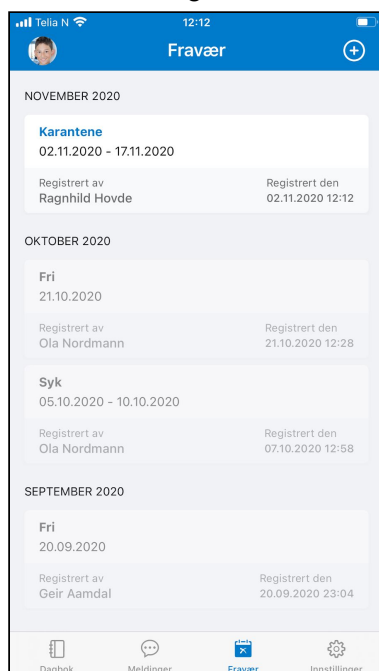 Telia N 12:12
Fravær
NOVEMBER 2020
Karantene
02.11.2020 - 17.11.2020
Registrert av Registrert den
Ragnhild Hovde 02.11.2020 12:12
OKTOBER 2020
Fri
21.10.2020
Registrert av Registrert den
Ola Nordmann 21.10.2020 12:28
Syk
05.10.2020 - 10.10.2020
Registrert av Registrert den
Ola Nordmann 07.10.2020 12:58
SEPTEMBER 2020
Fri
20.09.2020
Registrert av Registrert den
Geir Aamdal 20.09.2020 23:04
Dagbok Meldinger Fravær Innstillinger